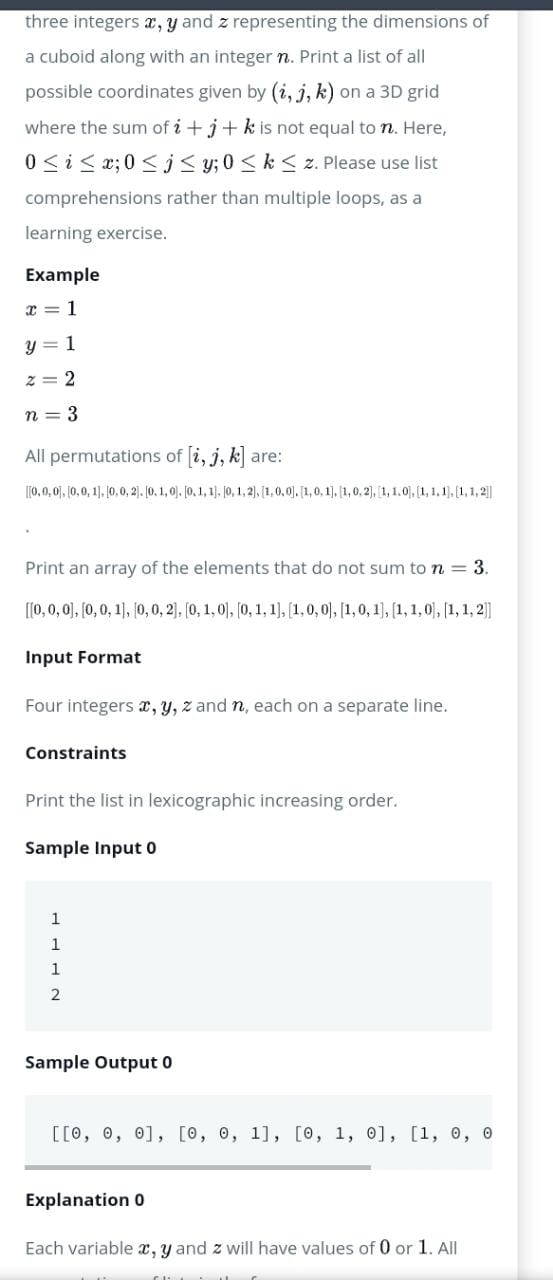 three integers x, y and z representing the dimensions of
a cuboid along with an integer n. Print a list of all
possible coordinates given by (i, j, k) on a 3D grid
where the sum of i + j + k is not equal to n. Here,
0 ≤ i ≤ x; 0 ≤ j ≤ y; 0 ≤ k ≤ z. Please use list
comprehensions rather than multiple loops, as a
learning exercise.
Example
x = 1
y = 1
z = 2
n = 3
All permutations of [i, j, k] are:
[[0, 0, 0], [0, 0, 1], [0, 0, 2], [0, 1, 0], [0, 1, 1], [0, 1, 2], [1, 0, 0], [1, 0, 1], [1, 0, 2], [1, 1, 0], [1, 1, 1], [1, 1, 2]]
.
Print an array of the elements that do not sum to n = 3.
[[0, 0, 0], [0, 0, 1], [0, 0, 2], [0, 1, 0], [0, 1, 1], [1, 0, 0], [1, 0, 1], [1, 1, 0], [1, 1, 2]]
Input Format
Four integers x, y, z and n, each on a separate line.
Constraints
Print the list in lexicographic increasing order.
Sample Input 0
1
1
1
2
Sample Output 0
[[0, 0, 0], [0, 0, 1], [0, 1, 0], [1, 0, 0
Explanation 0
Each variable x, y and z will have values of 0 or 1. All